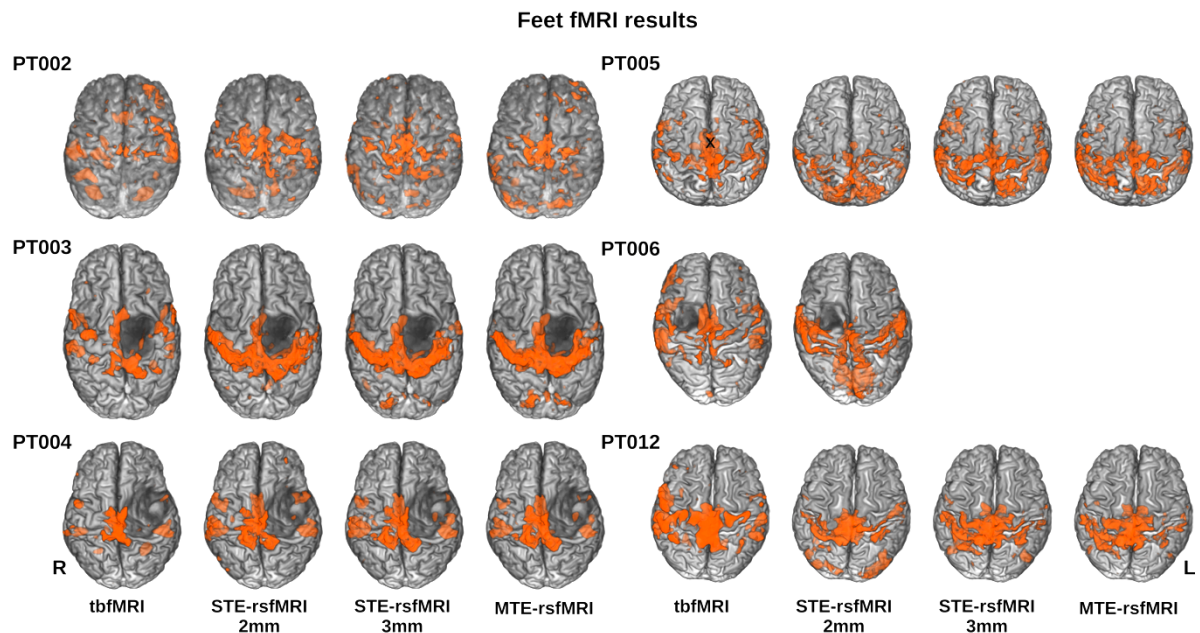 Feet fMRI results
PT002
PT005
X
PT003
PT006
PT004
PT012
R
L
tbfMRI
STE-rsfMRI
2mm
STE-rsfMRI
3mm
MTE-rsfMRI
tbfMRI
STE-rsfMRI
2mm
STE-rsfMRI
3mm
MTE-rsfMRI